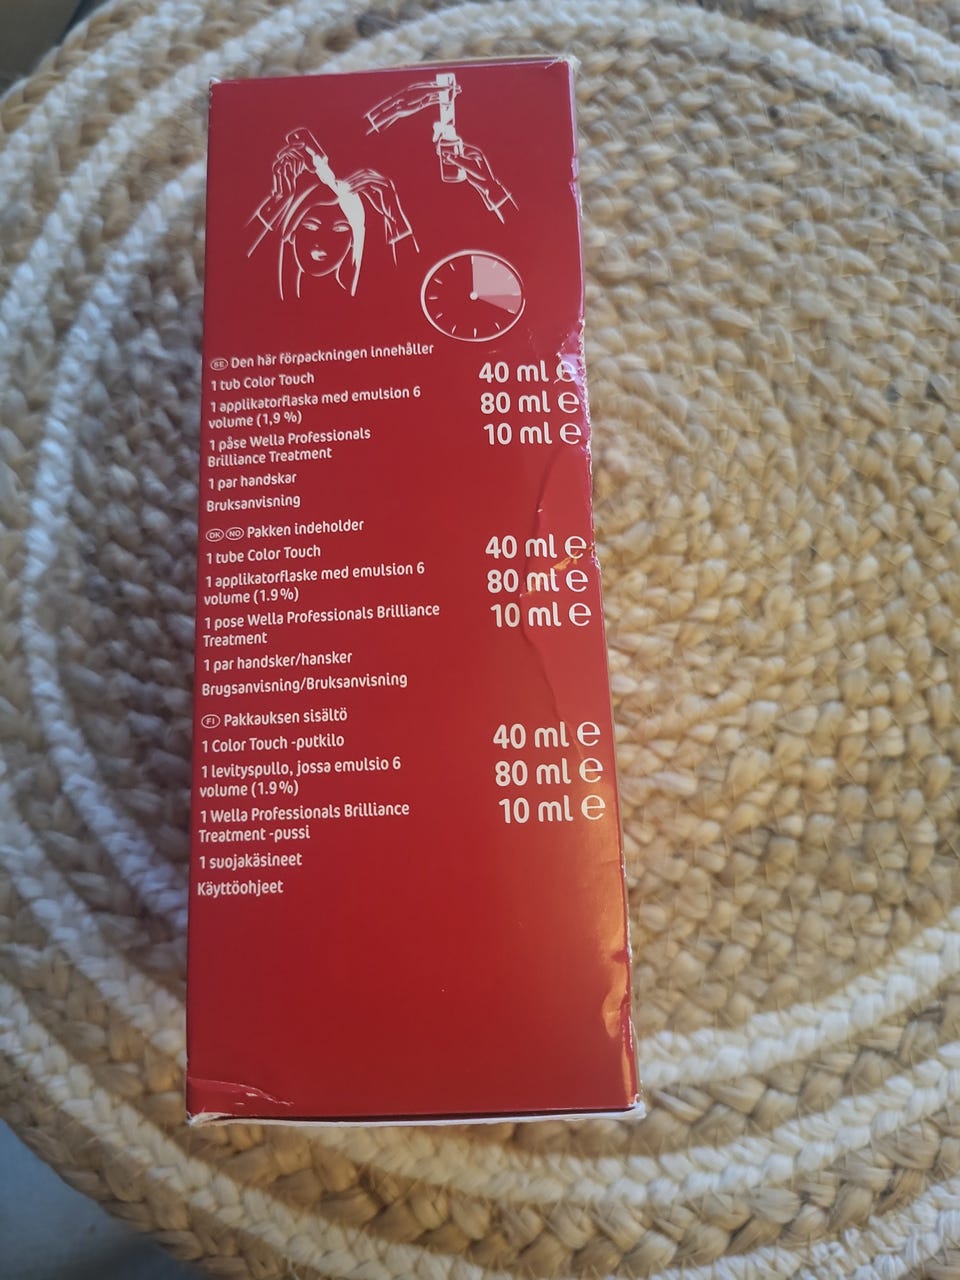 SE Den här förpackningen innehåller
1 tub Color Touch 40 ml e
1 applikatorflaska med emulsion 6 80 ml e
volume (1,9 %)
1 påse Wella Professionals 10 ml e
Brilliance Treatment
1 par handskar
Bruksanvisning
DK NO Pakken indeholder
1 tube Color Touch 40 ml e
1 applikatorflaske med emulsion 6 80 ml e
volume (1.9%)
1 pose Wella Professionals Brilliance 10 ml e
Treatment
1 par handsker/hansker
Brugsanvisning/Bruksanvisning
FI Pakkauksen sisältö
1 Color Touch -putkilo 40 ml e
1 levityspullo, jossa emulsio 6 80 ml e
volume (1.9%)
1 Wella Professionals Brilliance 10 ml e
Treatment -pussi
1 suojakäsineet
Käyttöohjeet